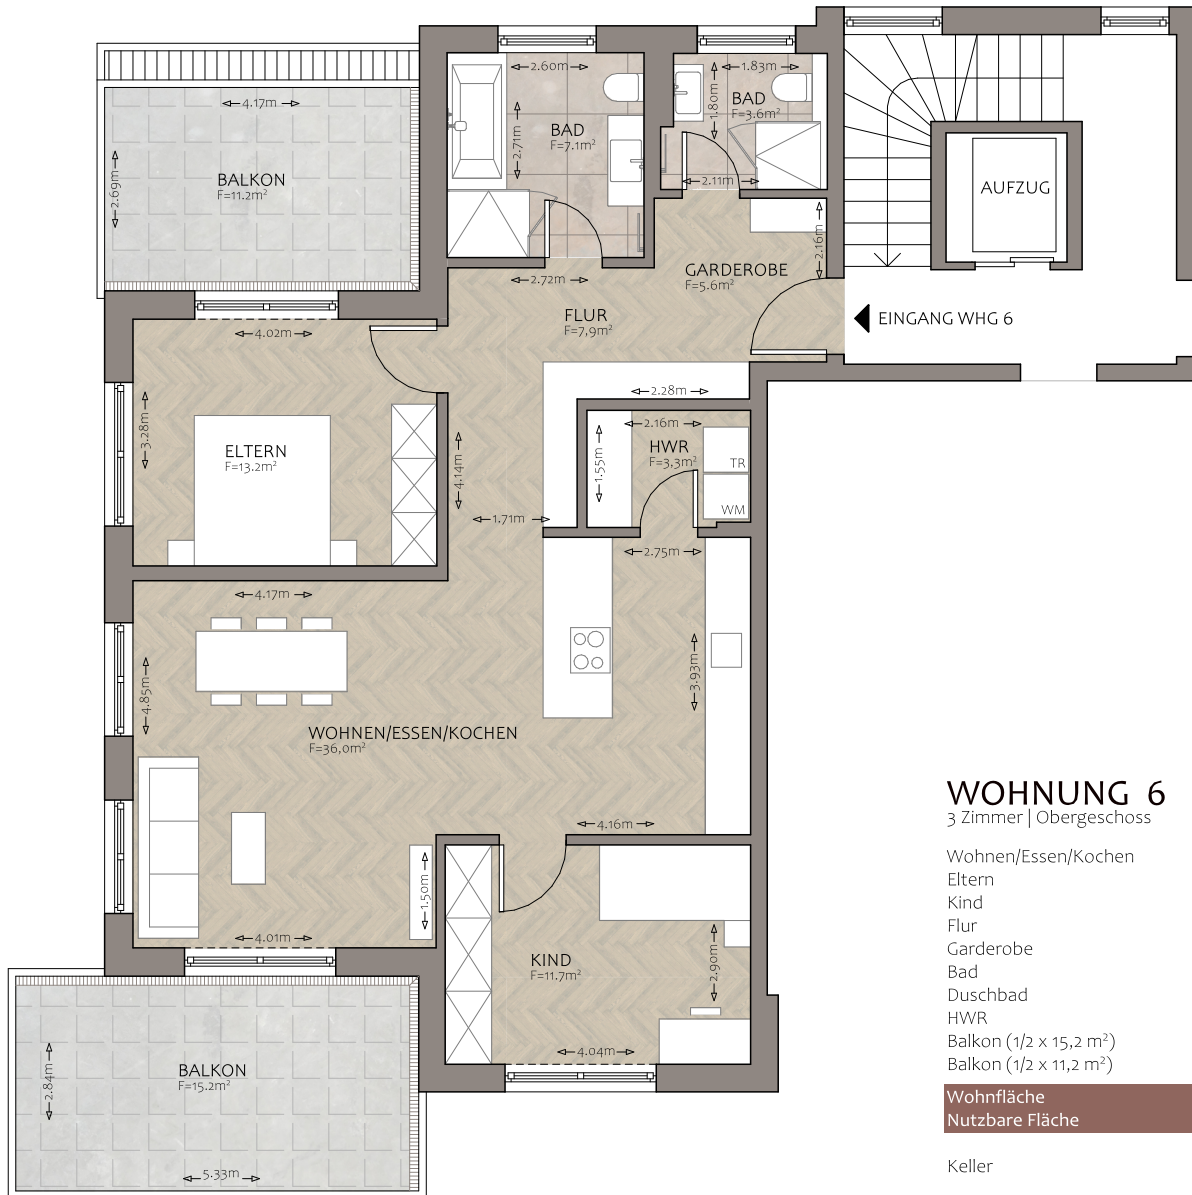 2.60m
1.83m
BAD
F=7.1m²
2.71m
1.80m
BAD
F=3.6m²
2.11m
4.17m
BALKON
F=11.2m²
2.69m
AUFZUG
2.16m
GARDEROBE
F=5.6m²
2.72m
FLUR
F=7,9m²
EINGANG WHG 6
4.02m
3.28m
ELTERN
F=13.2m²
4.14m
2.28m
2.16m
HWR
F=3,3m²
1.55m
TR
WM
1.71m
2.75m
4.17m
4.85m
3.93m
WOHNEN/ESSEN/KOCHEN
F=36,0m²
4.16m
1.50m
4.01m
KIND
F=11.7m²
2.90m
4.04m
BALKON
F=15.2m²
2.84m
5.33m
WOHNUNG 6
3 Zimmer | Obergeschoss
Wohnen/Essen/Kochen
Eltern
Kind
Flur
Garderobe
Bad
Duschbad
HWR
Balkon (1/2 x 15,2 m²)
Balkon (1/2 x 11,2 m²)
Wohnfläche
Nutzbare Fläche
Keller